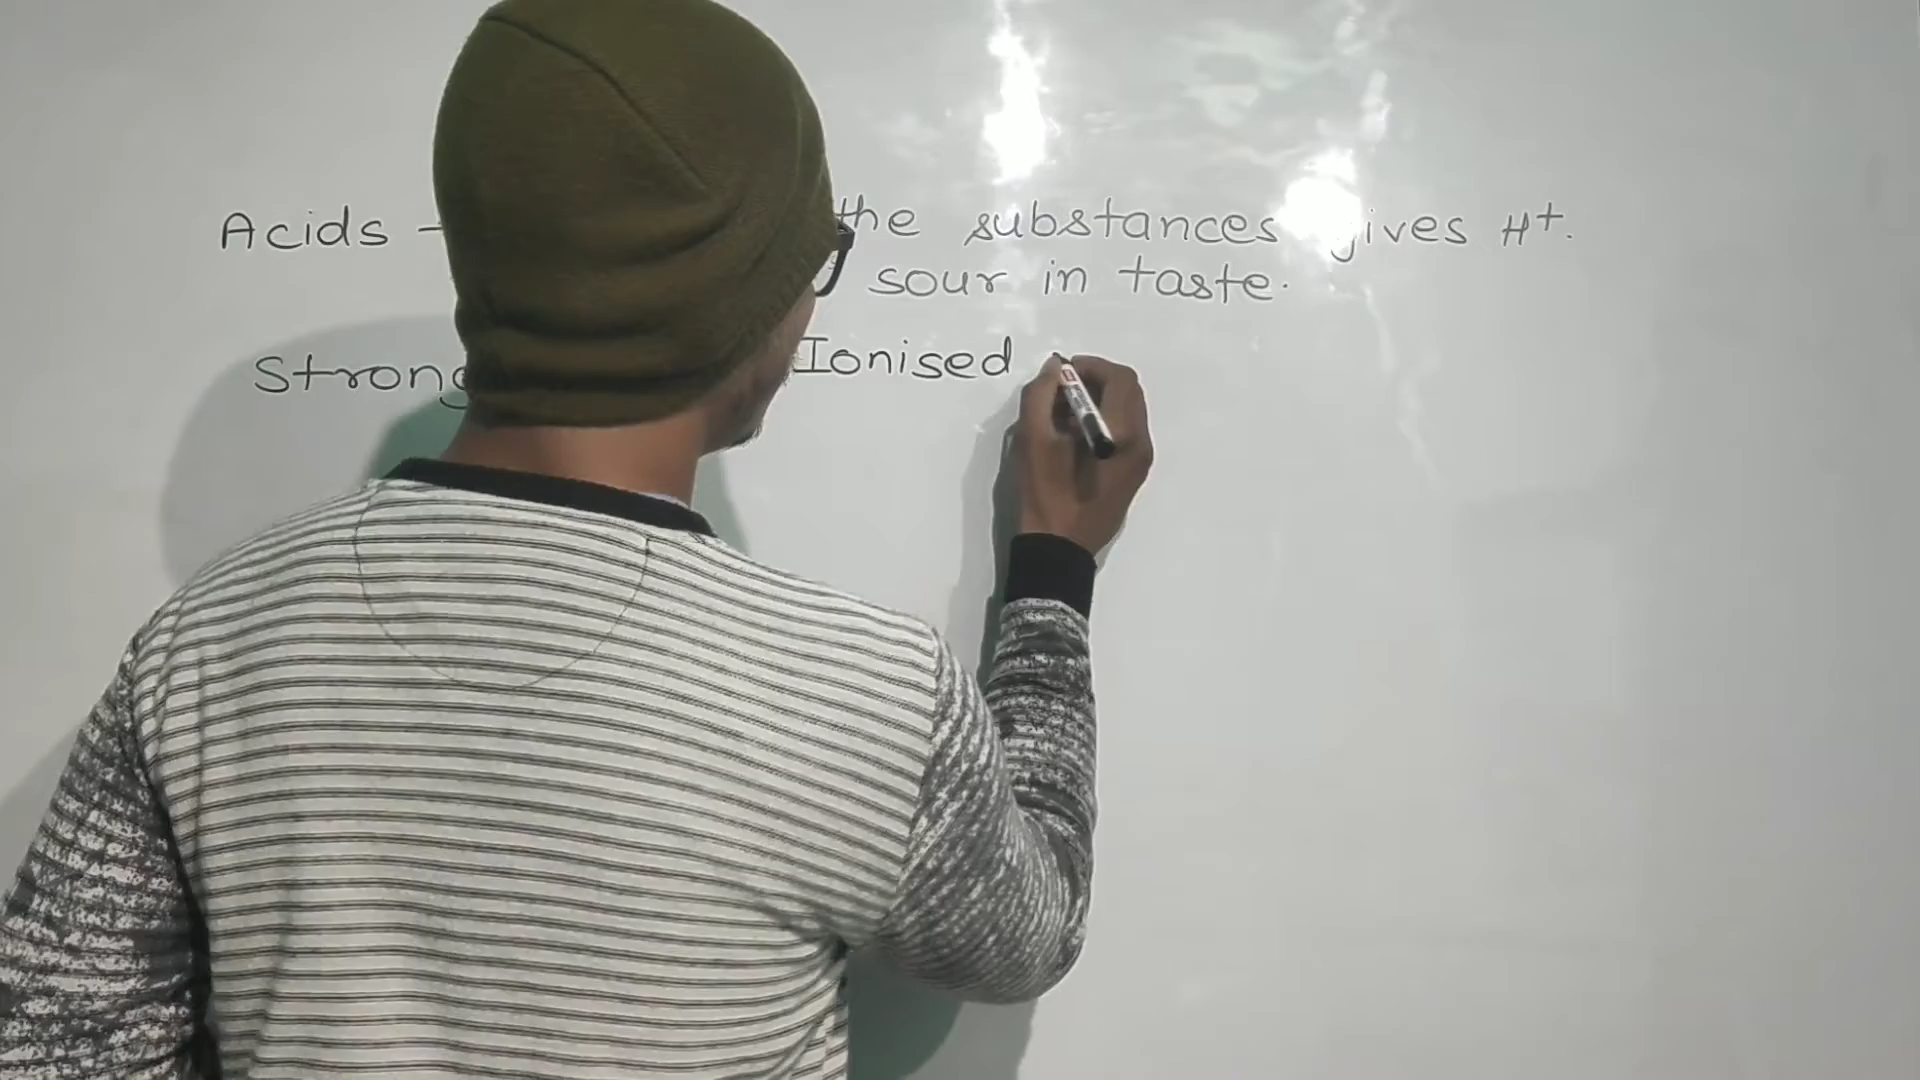 Acids - the substances gives H+.
sour in taste.
Strong Ionised